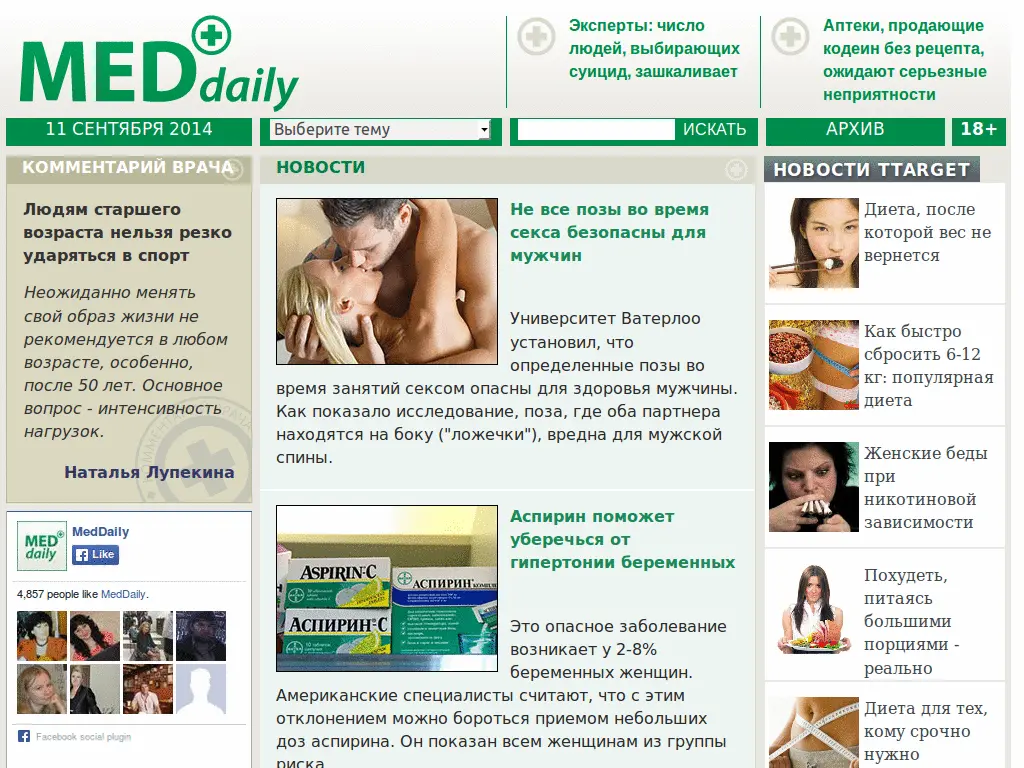 MED
daily
Эксперты: число
людей, выбирающих
суицид, зашкаливает
Аптеки, продающие
кодеин без рецепта,
ожидают серьезные
неприятности
11 СЕНТЯБРЯ 2014
Выберите тему
ИСКАТЬ
АРХИВ
18+
КОММЕНТАРИЙ ВРАЧА
Людям старшего
возраста нельзя резко
ударяться в спорт
Неожиданно менять
свой образ жизни не
рекомендуется в любом
возрасте, особенно,
после 50 лет. Основное
вопрос - интенсивность
нагрузок.
Наталья Лупекина
MED
daily
MedDaily
Like
4,857 people like MedDaily.
Facebook social plugin
НОВОСТИ
Не все позы во время
секса безопасны для
мужчин
Университет Ватерлоо
установил, что
определенные позы во
время занятий сексом опасны для здоровья мужчины.
Как показало исследование, поза, где оба партнера
находятся на боку ("ложечки"), вредна для мужской
спины.
ASPIRIN-C
АСПИРИН-С
АСПИРИН
Аспирин поможет
уберечься от
гипертонии беременных
Это опасное заболевание
возникает у 2-8%
беременных женщин.
Американские специалисты считают, что с этим
отклонением можно бороться приемом небольших
доз аспирина. Он показан всем женщинам из группы
риска
НОВОСТИ TTARGET
Диета, после
которой вес не
вернется
Как быстро
сбросить 6-12
кг: популярная
диета
Женские беды
при
никотиновой
зависимости
Похудеть,
питаясь
большими
порциями -
реально
Диета для тех,
кому срочно
нужно